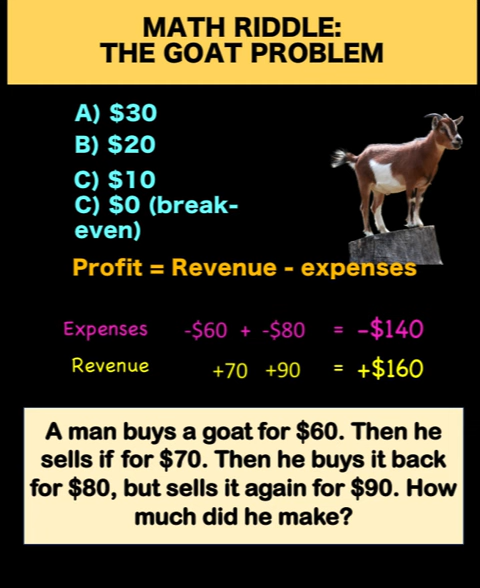 MATH RIDDLE:
THE GOAT PROBLEM
A) $30
B) $20
C) $10
C) $0 (break-
even)
Profit = Revenue - expenses
Expenses -$60 + -$80 = -$140
Revenue +70 +90 = +$160
A man buys a goat for $60. Then he
sells if for $70. Then he buys it back
for $80, but sells it again for $90. How
much did he make?